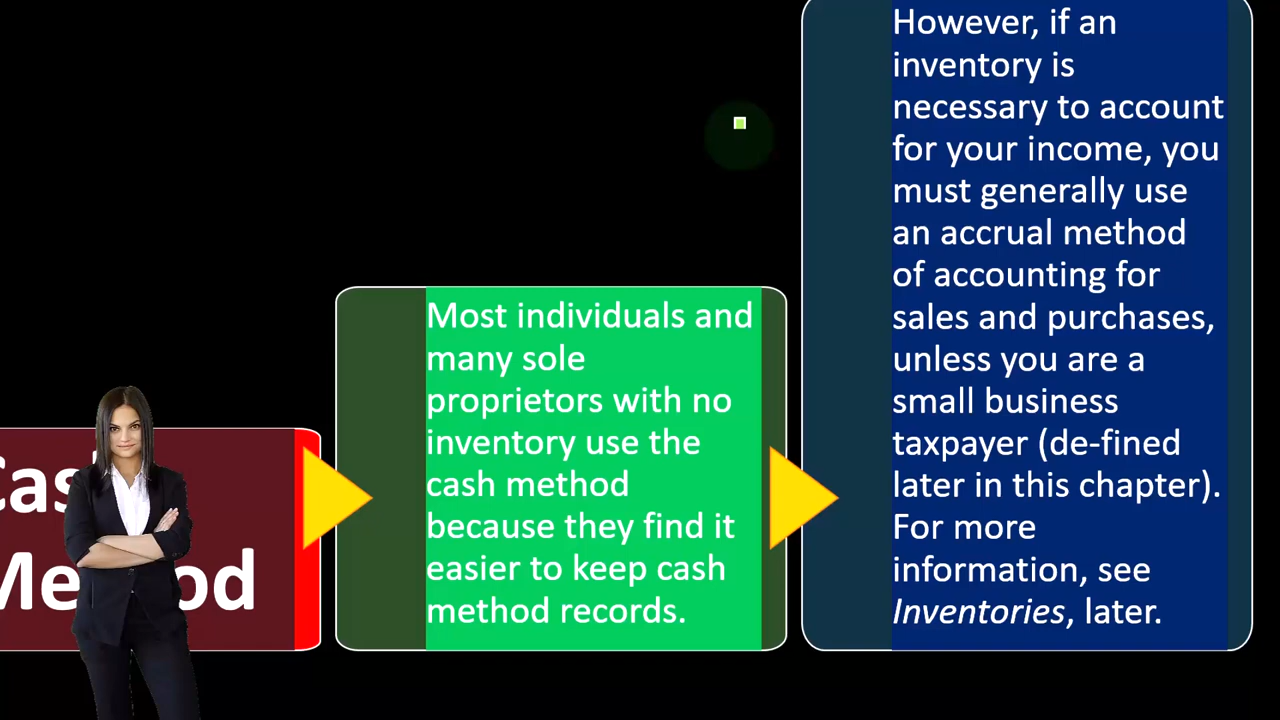 Most individuals and
many sole
proprietors with no
inventory use the
cash method
because they find it
easier to keep cash
method records.
However, if an
inventory is
necessary to account
for your income, you
must generally use
an accrual method
of accounting for
sales and purchases,
unless you are a
small business
taxpayer (de-fined
later in this chapter).
For more
information, see
Inventories, later.